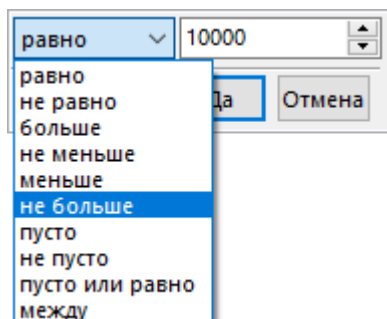 равно 10000
равно
не равно
Да Отмена
больше
не меньше
меньше
не больше
пусто
не пусто
пусто или равно
между